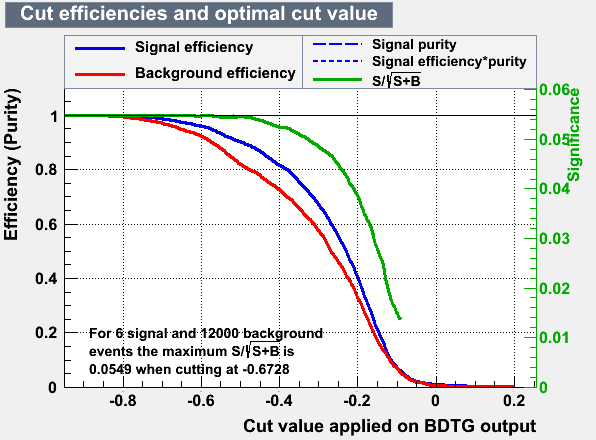 Cut efficiencies and optimal cut value
Signal efficiency
Background efficiency
Signal purity
Signal efficiency*purity
S/√S+B
Efficiency (Purity)
1
0.8
0.6
0.4
0.2
0
0.06
0.05
0.04
0.03
0.02
0.01
0
Significance
For 6 signal and 12000 background
events the maximum S/√S+B is
0.0549 when cutting at -0.6728
-0.8 -0.6 -0.4 -0.2 0 0.2
Cut value applied on BDTG output